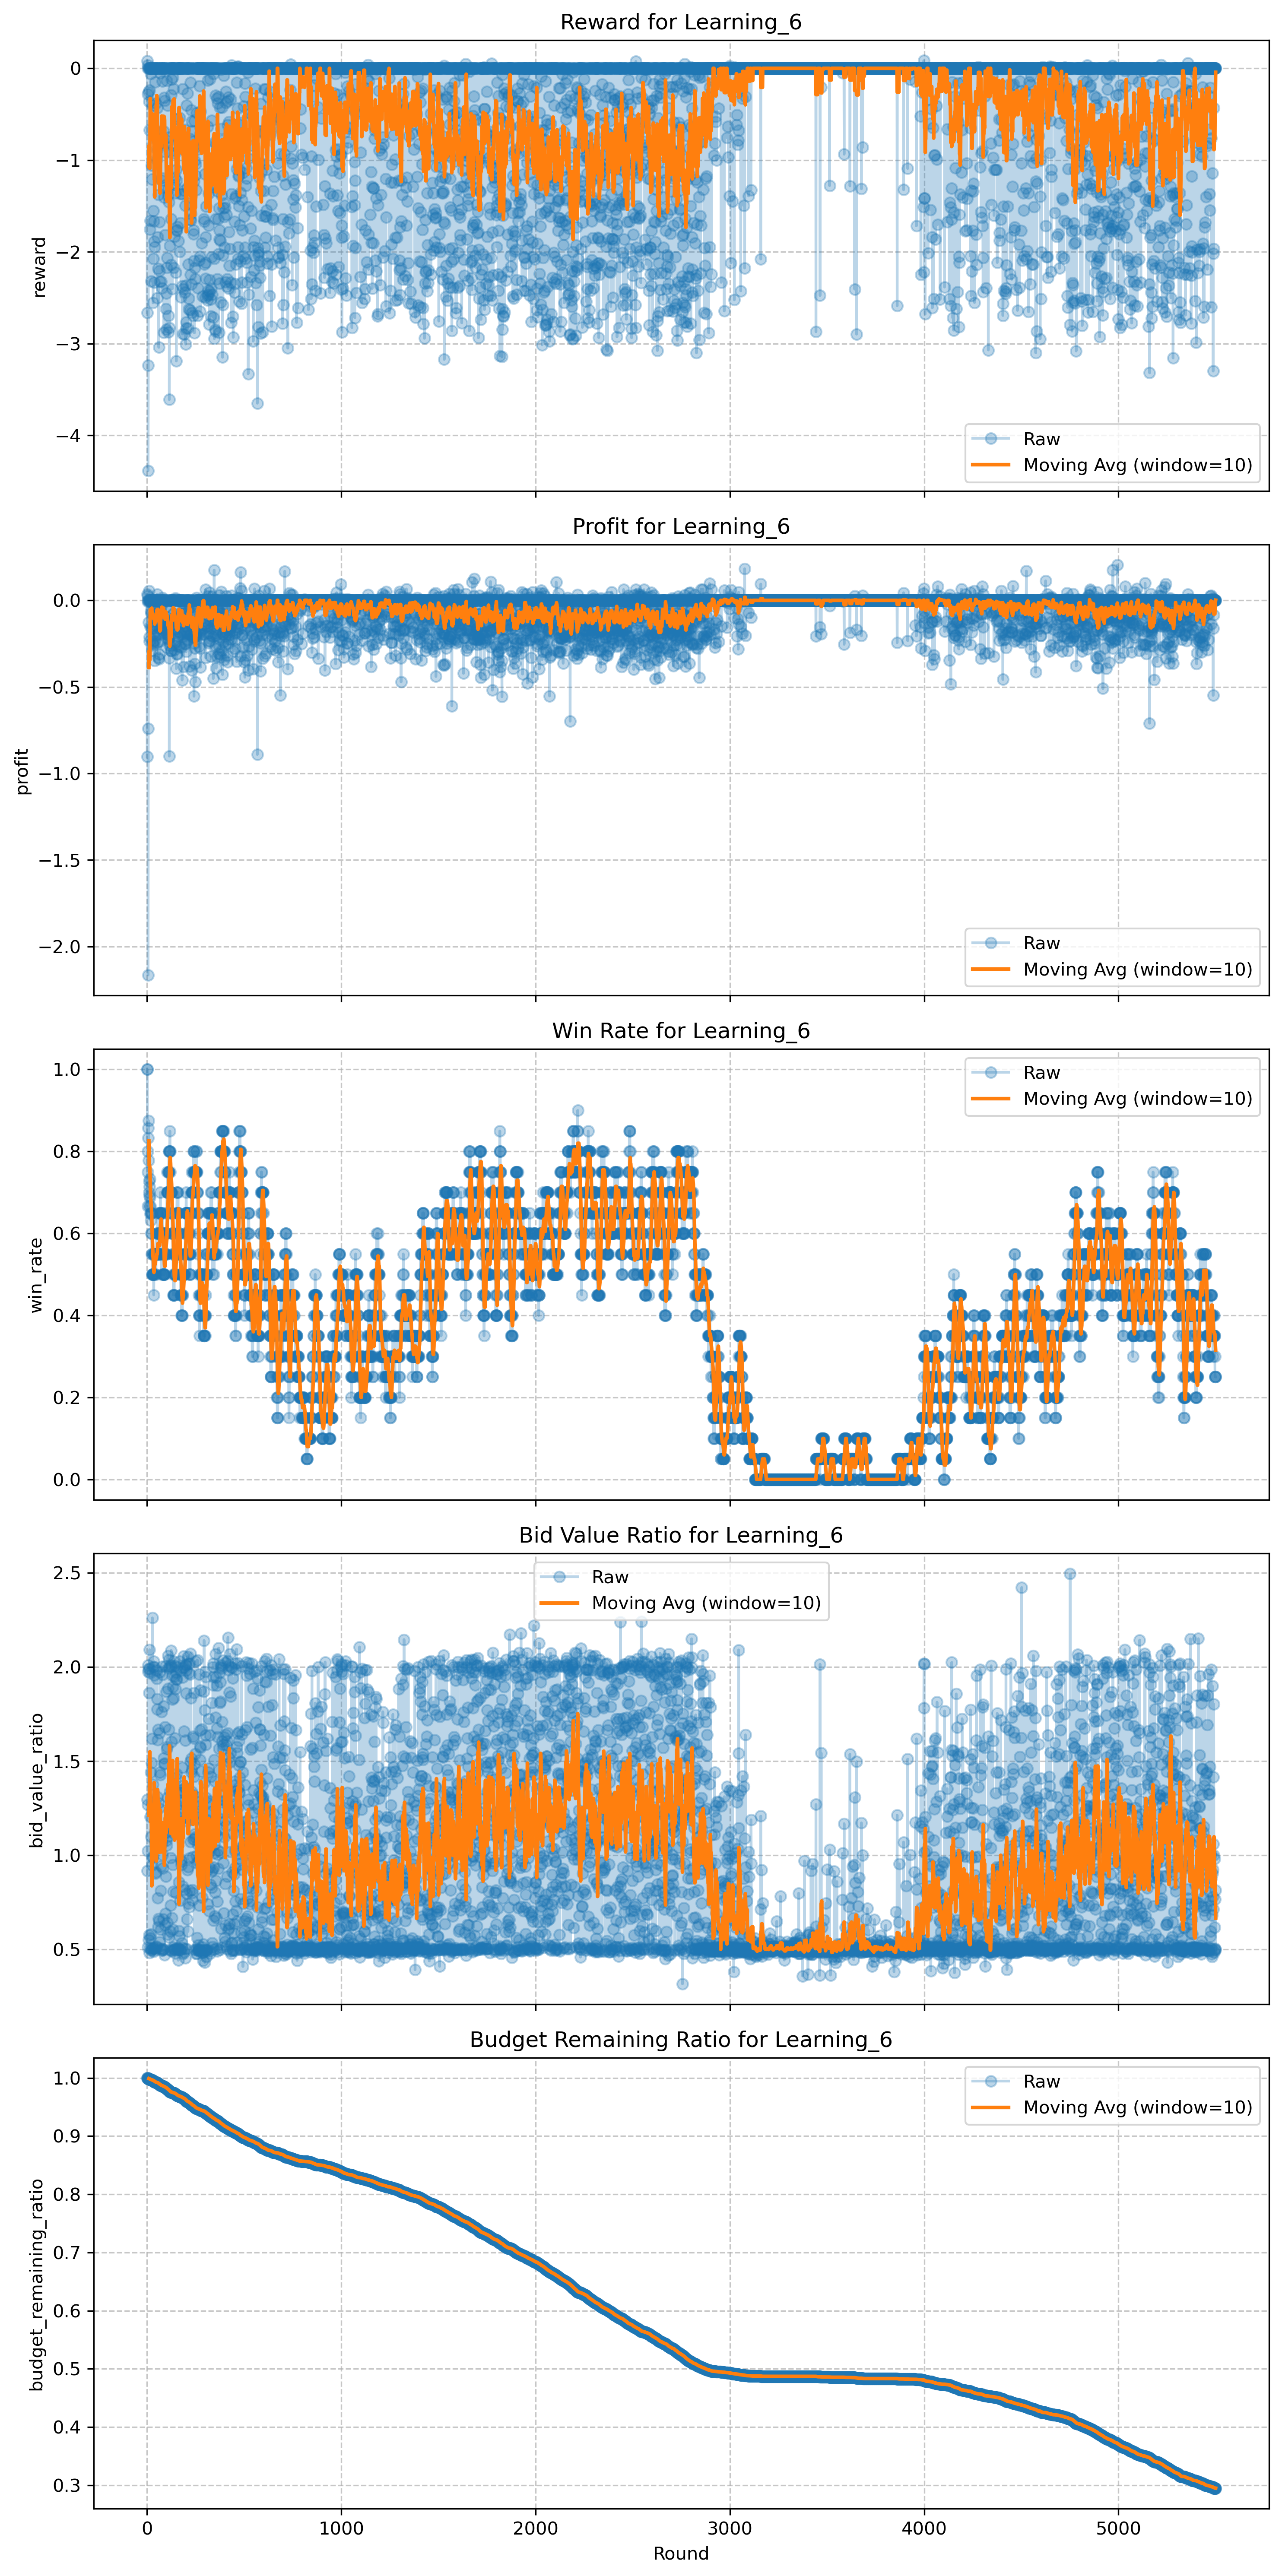 Reward for Learning_6
0
−1
−2
−3
−4
reward
Raw
Moving Avg (window=10)
Profit for Learning_6
0.0
−0.5
−1.0
−1.5
−2.0
profit
Raw
Moving Avg (window=10)
Win Rate for Learning_6
1.0
0.8
0.6
0.4
0.2
0.0
win_rate
Raw
Moving Avg (window=10)
Bid Value Ratio for Learning_6
2.5
2.0
1.5
1.0
0.5
bid_value_ratio
Raw
Moving Avg (window=10)
Budget Remaining Ratio for Learning_6
1.0
0.9
0.8
0.7
0.6
0.5
0.4
0.3
budget_remaining_ratio
Raw
Moving Avg (window=10)
0 1000 2000 3000 4000 5000
Round